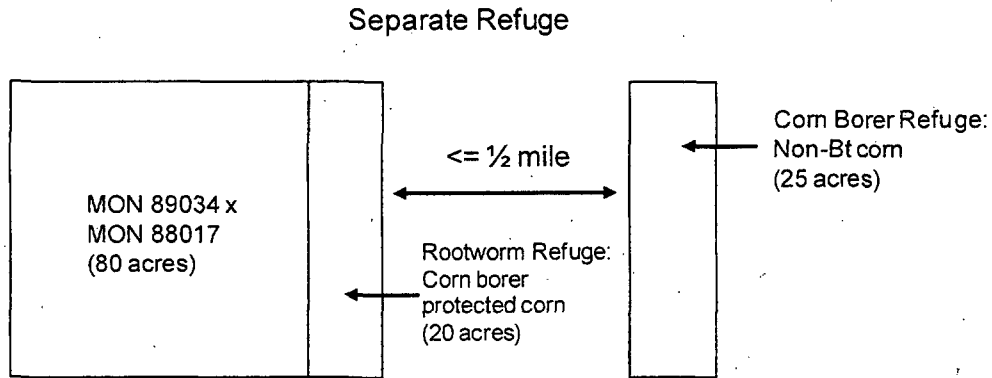 Separate Refuge
MON 89034 x
MON 88017
(80 acres)
<= ½ mile
Rootworm Refuge:
Corn borer
protected corn
(20 acres)
Corn Borer Refuge:
Non-Bt corn
(25 acres)